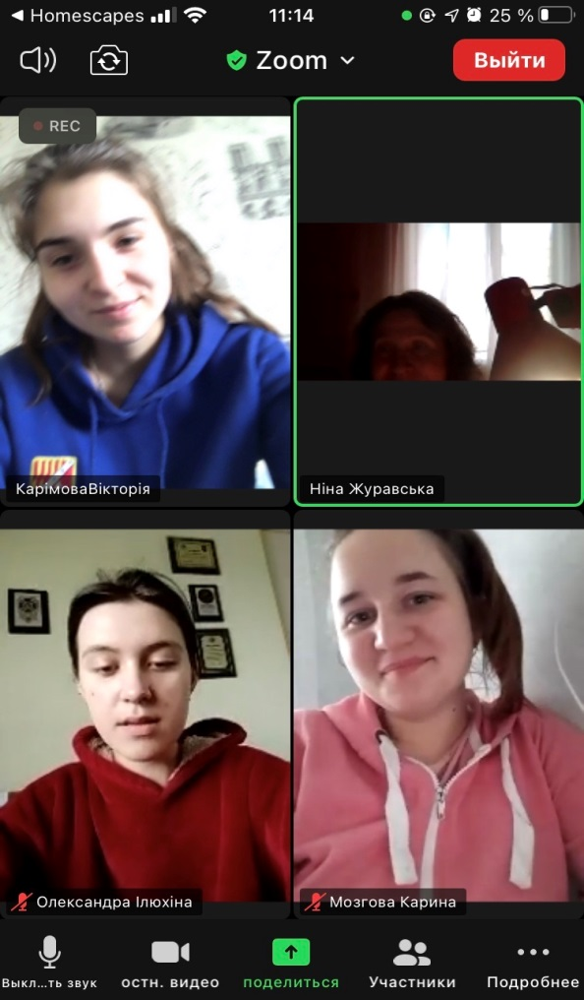 ◀ Homescapes 11:14 25 %
Zoom
Выйти
REC
КарімоваВікторія
Ніна Журавська
Олександра Ілюхіна
Мозгова Карина
Выкл...ть звук остн. видео поделиться Участники Подробнее